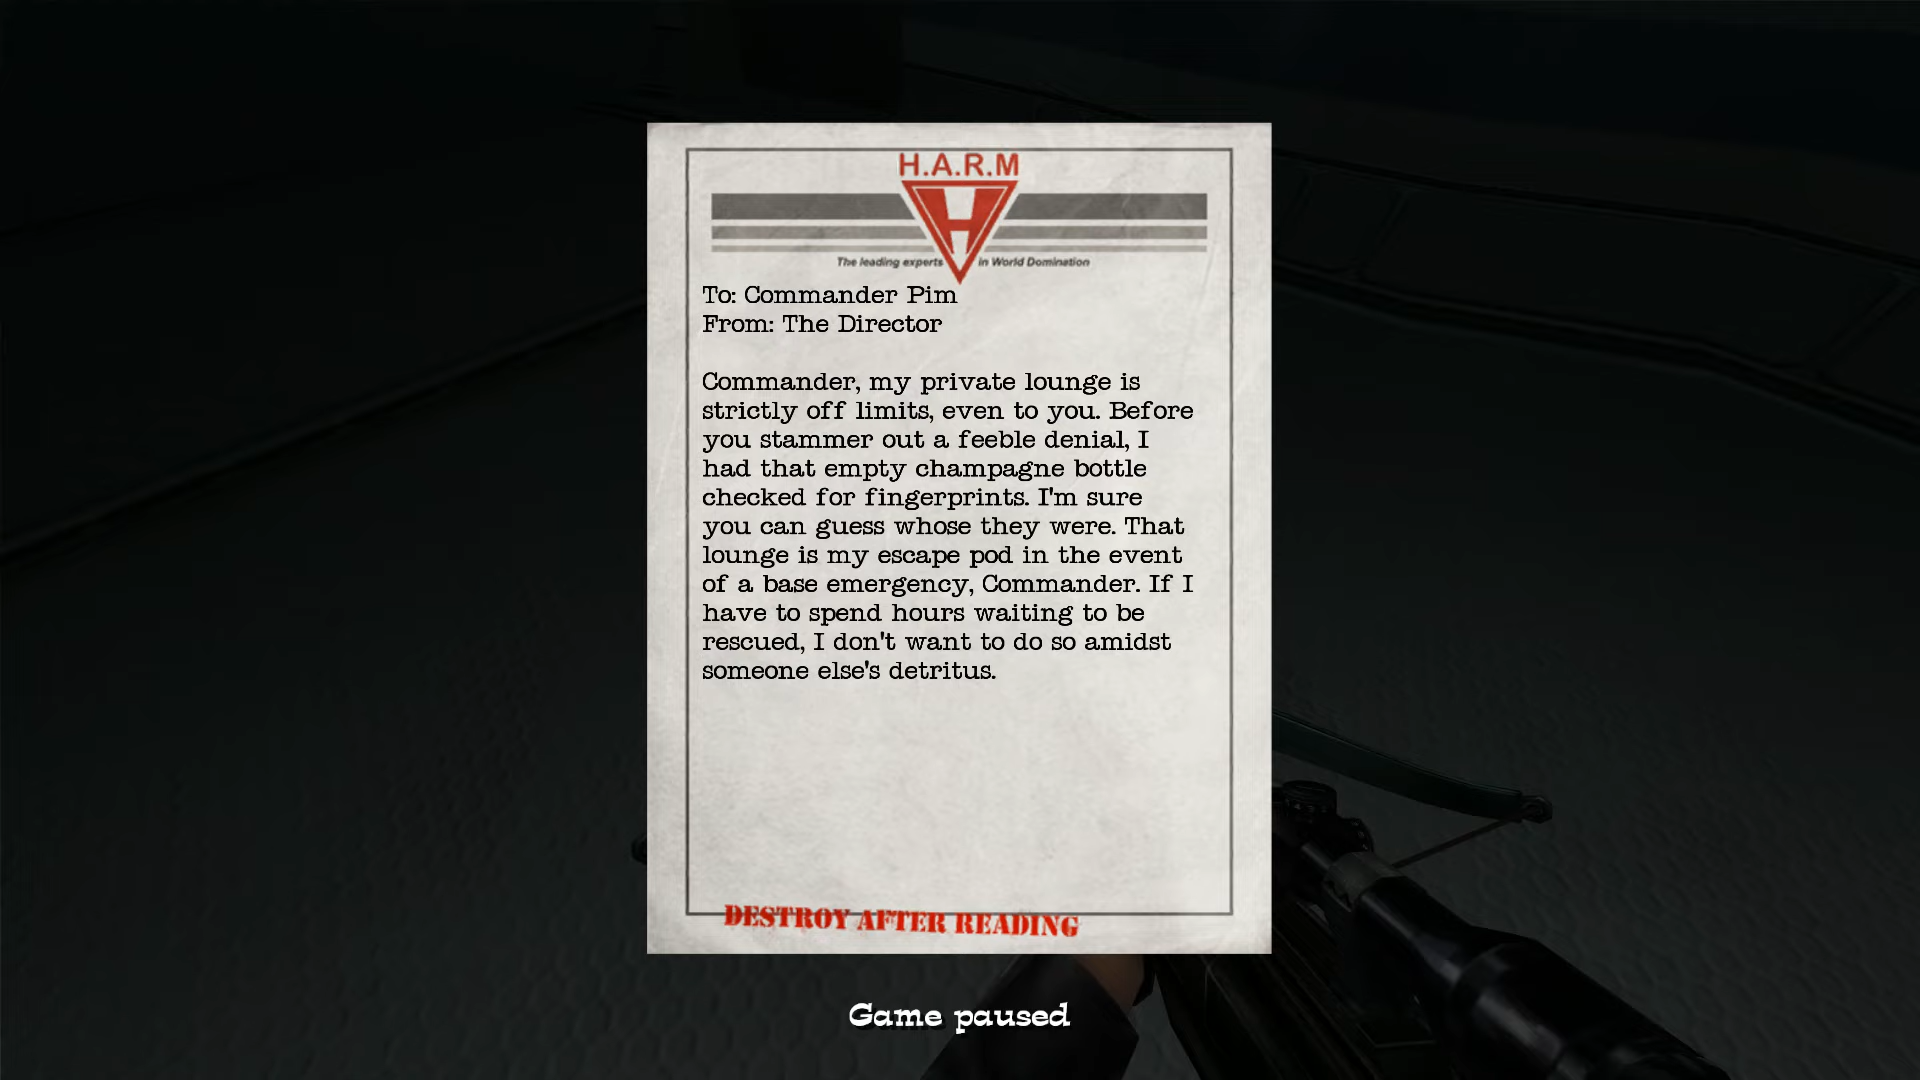 H.A.R.M
H
The leading experts in World Domination
To: Commander Pim
From: The Director
Commander, my private lounge is
strictly off limits, even to you. Before
you stammer out a feeble denial, I
had that empty champagne bottle
checked for fingerprints. I'm sure
you can guess whose they were. That
lounge is my escape pod in the event
of a base emergency, Commander. If I
have to spend hours waiting to be
rescued, I don't want to do so amidst
someone else's detritus.
DESTROY AFTER READING
Game paused